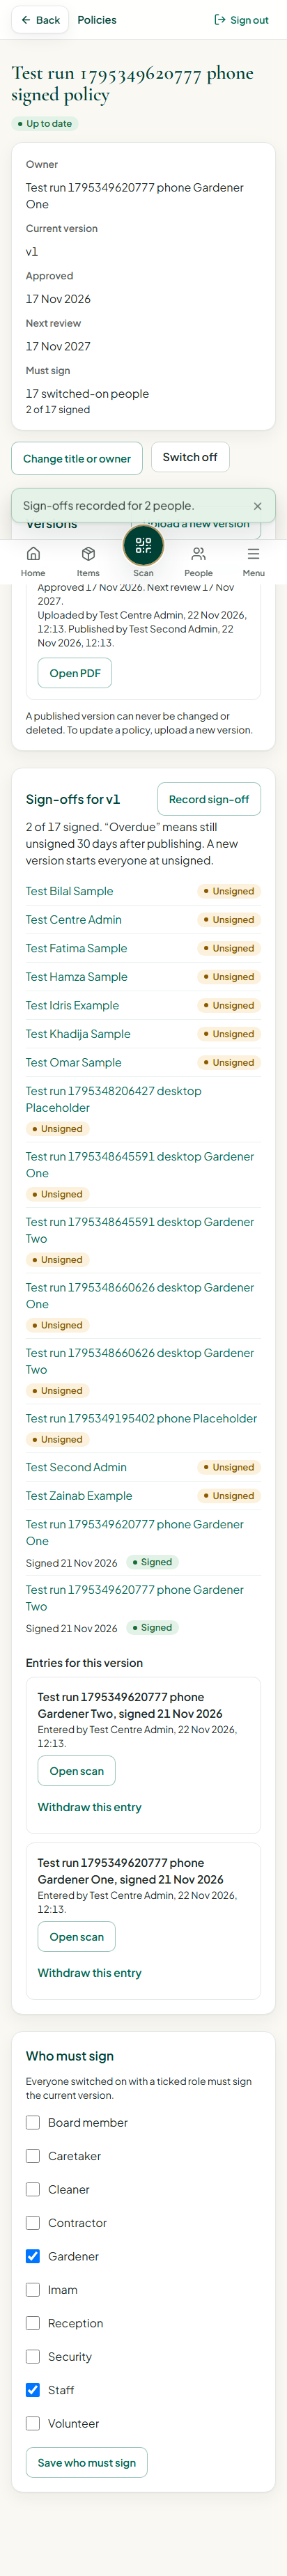 Back
Policies
Sign out
Test run 1795349620777 phone
signed policy
Up to date
Owner
Test run 1795349620777 phone Gardener
One
Current version
v1
Approved
17 Nov 2026
Next review
17 Nov 2027
Must sign
17 switched-on people
2 of 17 signed
Change title or owner
Switch off
Sign-offs recorded for 2 people.
Versions
Upload a new version
Home
Items
Scan
People
Menu
Approved 17 Nov 2026. Next review 17 Nov
2027.
Uploaded by Test Centre Admin, 22 Nov 2026,
12:13. Published by Test Second Admin, 22
Nov 2026, 12:13.
Open PDF
A published version can never be changed or
deleted. To update a policy, upload a new version.
Sign-offs for v1
Record sign-off
2 of 17 signed. “Overdue” means still
unsigned 30 days after publishing. A new
version starts everyone at unsigned.
Test Bilal Sample
Unsigned
Test Centre Admin
Unsigned
Test Fatima Sample
Unsigned
Test Hamza Sample
Unsigned
Test Idris Example
Unsigned
Test Khadija Sample
Unsigned
Test Omar Sample
Unsigned
Test run 1795348206427 desktop
Placeholder
Unsigned
Test run 1795348645591 desktop Gardener
One
Unsigned
Test run 1795348645591 desktop Gardener
Two
Unsigned
Test run 1795348660626 desktop Gardener
One
Unsigned
Test run 1795348660626 desktop Gardener
Two
Unsigned
Test run 1795349195402 phone Placeholder
Unsigned
Test Second Admin
Unsigned
Test Zainab Example
Unsigned
Test run 1795349620777 phone Gardener
One
Signed 21 Nov 2026
Signed
Test run 1795349620777 phone Gardener
Two
Signed 21 Nov 2026
Signed
Entries for this version
Test run 1795349620777 phone
Gardener Two, signed 21 Nov 2026
Entered by Test Centre Admin, 22 Nov 2026,
12:13.
Open scan
Withdraw this entry
Test run 1795349620777 phone
Gardener One, signed 21 Nov 2026
Entered by Test Centre Admin, 22 Nov 2026,
12:13.
Open scan
Withdraw this entry
Who must sign
Everyone switched on with a ticked role must sign
the current version.
Board member
Caretaker
Cleaner
Contractor
Gardener
Imam
Reception
Security
Staff
Volunteer
Save who must sign